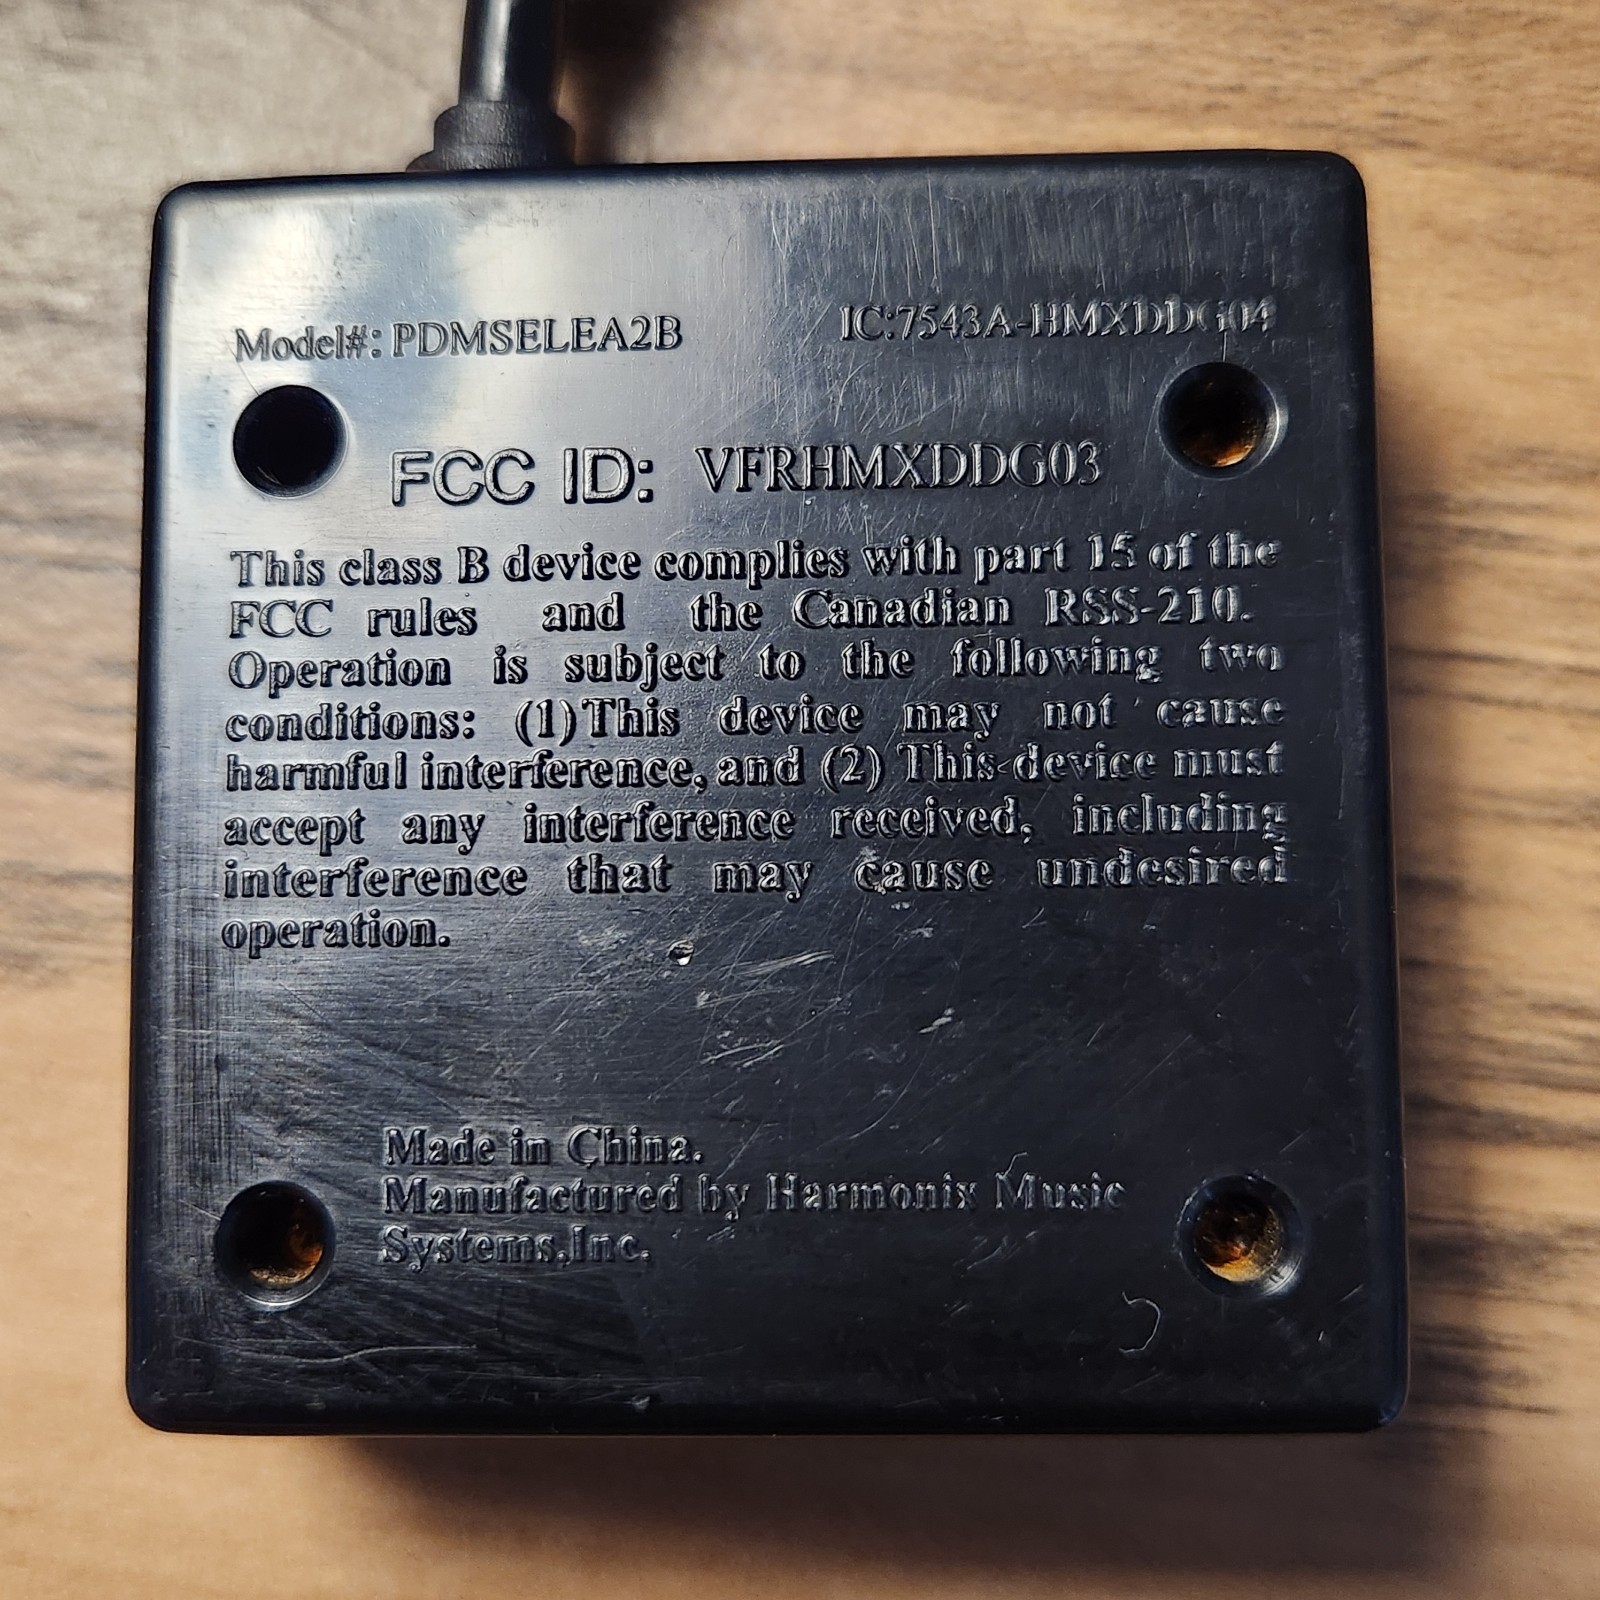 Model#: PDMSELEA2B IC:7543A-HMXDDG04
FCC ID: VFRHMXDDG03
This class B device complies with part 15 of the
FCC rules and the Canadian RSS-210.
Operation is subject to the following two
conditions: (1)This device may not cause
harmful interference, and (2) This device must
accept any interference received, including
interference that may cause undesired
operation.
Made in China.
Manufactured by Harmonix Music
Systems,Inc.